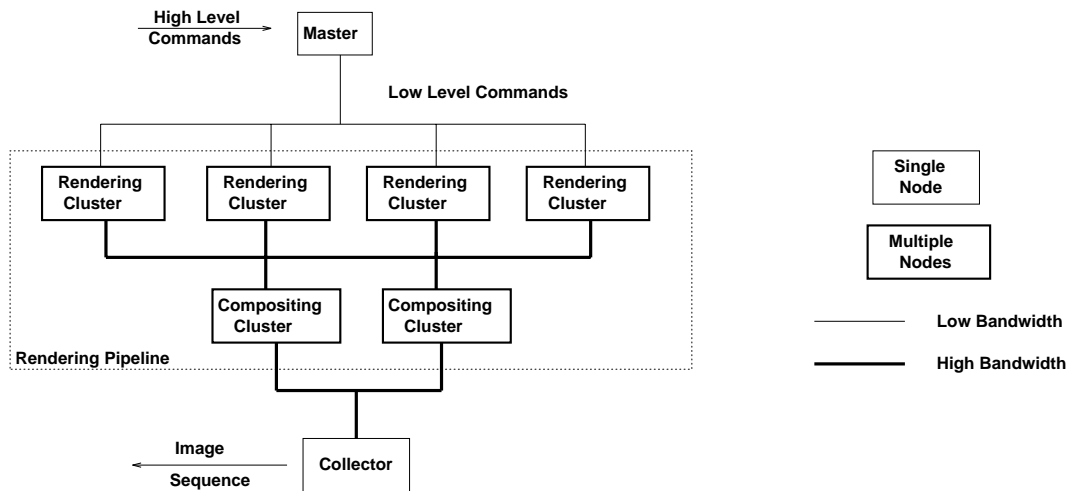 High Level
Commands
Master
Low Level Commands
Rendering
Cluster
Rendering
Cluster
Rendering
Cluster
Rendering
Cluster
Single
Node
Multiple
Nodes
Compositing
Cluster
Compositing
Cluster
Low Bandwidth
Rendering Pipeline
High Bandwidth
Image
Sequence
Collector